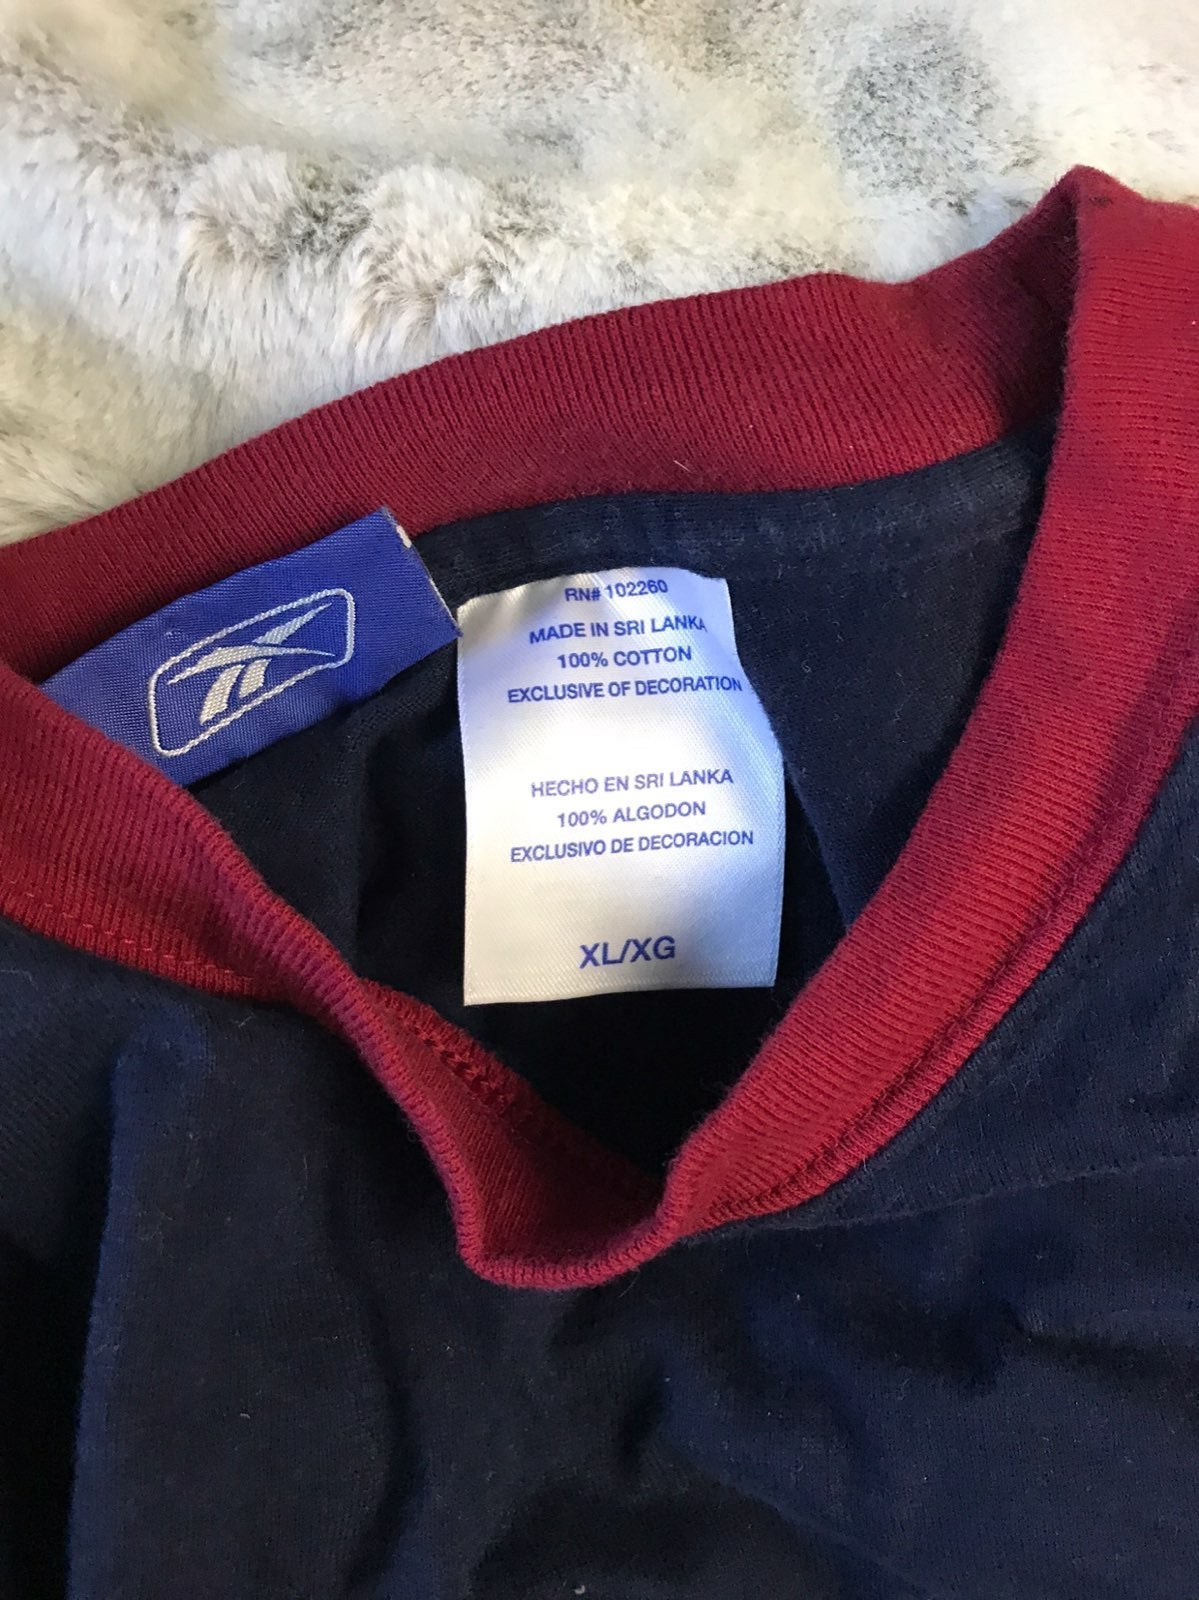 RN# 102260
MADE IN SRI LANKA
100% COTTON
EXCLUSIVE OF DECORATION
HECHO EN SRI LANKA
100% ALGODON
EXCLUSIVO DE DECORACION
XL/XG